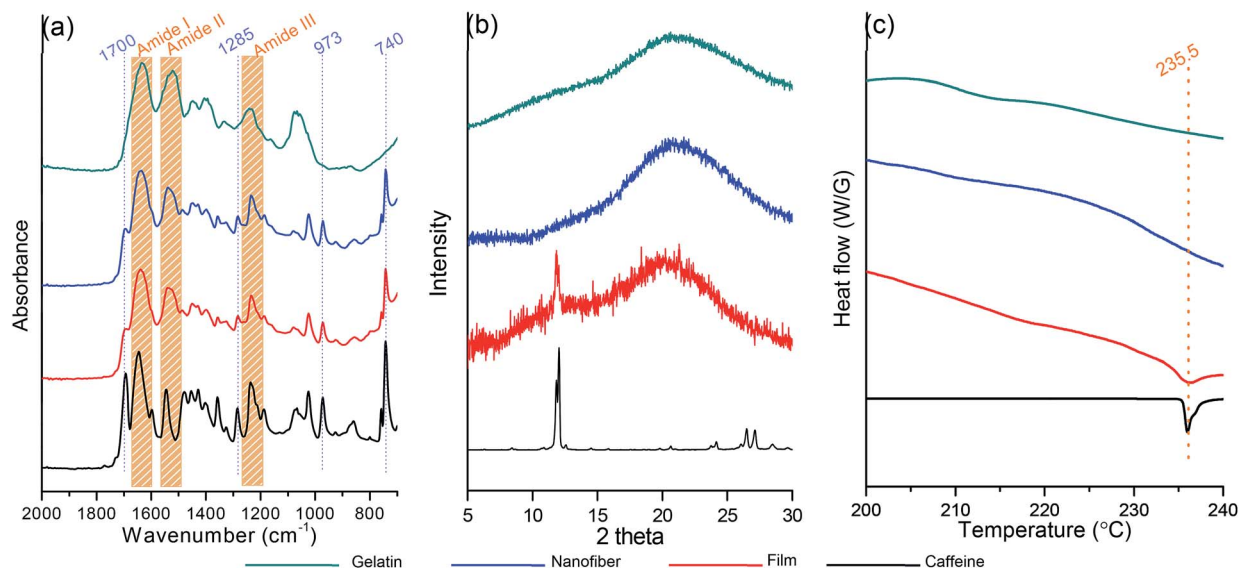 (a)
1700
Amide I
Amide II
1285
Amide III
973
740
Absorbance
2000 1800 1600 1400 1200 1000 800
Wavenumber (cm⁻¹)
(b)
Intensity
5 10 15 20 25 30
2 theta
(c)
235.5
Heat flow (W/G)
200 210 220 230 240
Temperature (°C)
Gelatin Nanofiber Film Caffeine